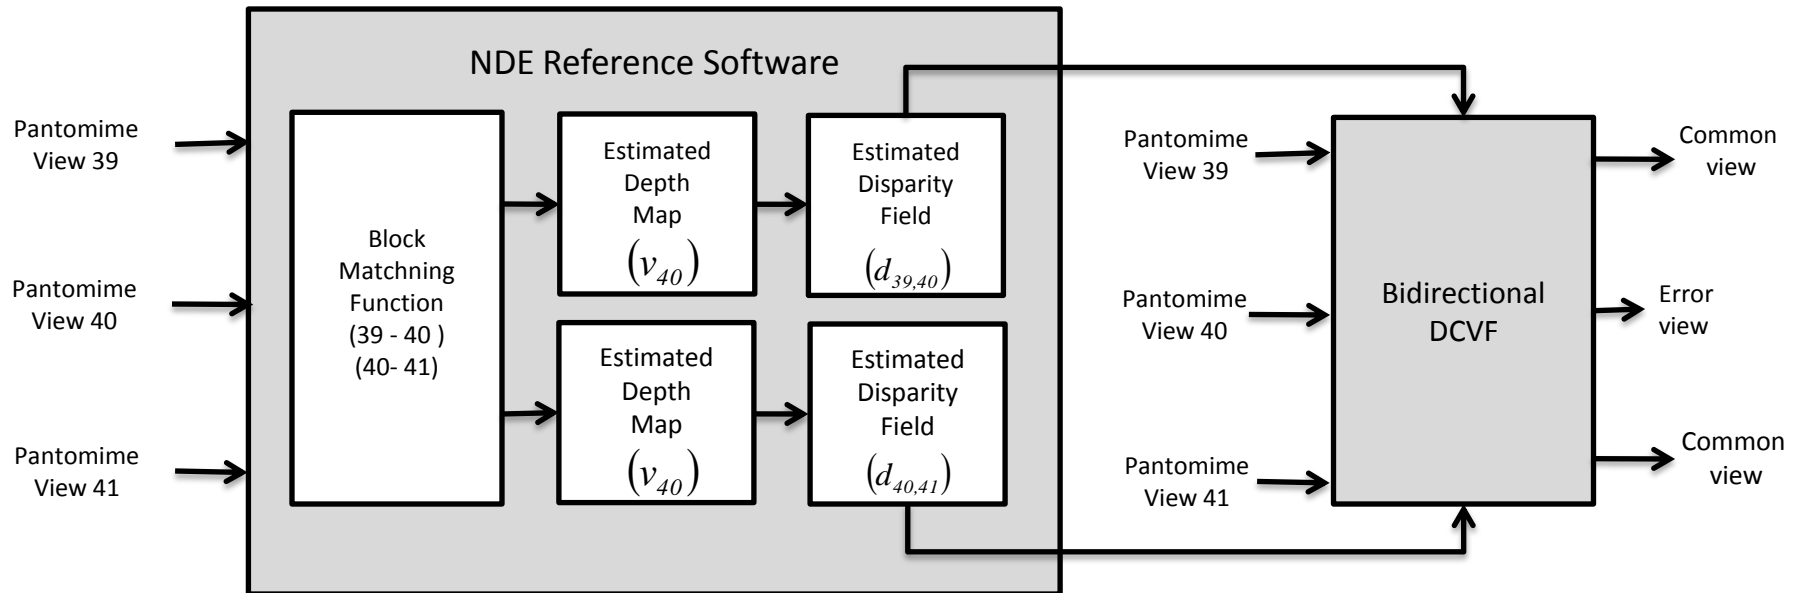 NDE Reference Software
Pantomime
View 39
Pantomime
View 40
Pantomime
View 41
Block
Matchning
Function
(39 - 40 )
(40- 41)
Estimated
Depth
Map
(v40)
Estimated
Disparity
Field
(d39,40)
Estimated
Depth
Map
(v40)
Estimated
Disparity
Field
(d40,41)
Pantomime
View 39
Pantomime
View 40
Pantomime
View 41
Bidirectional
DCVF
Common
view
Error
view
Common
view